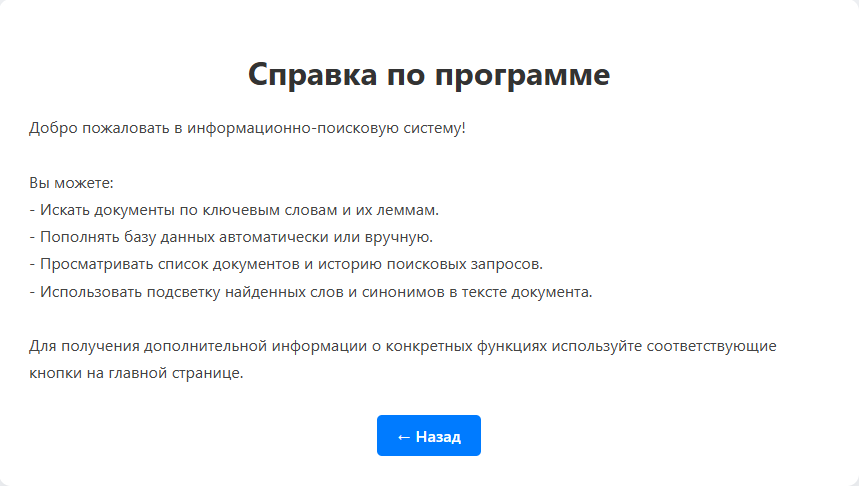 Справка по программе
Добро пожаловать в информационно-поисковую систему!
Вы можете:
- Искать документы по ключевым словам и их леммам.
- Пополнять базу данных автоматически или вручную.
- Просматривать список документов и историю поисковых запросов.
- Использовать подсветку найденных слов и синонимов в тексте документа.
Для получения дополнительной информации о конкретных функциях используйте соответствующие
кнопки на главной странице.
← Назад